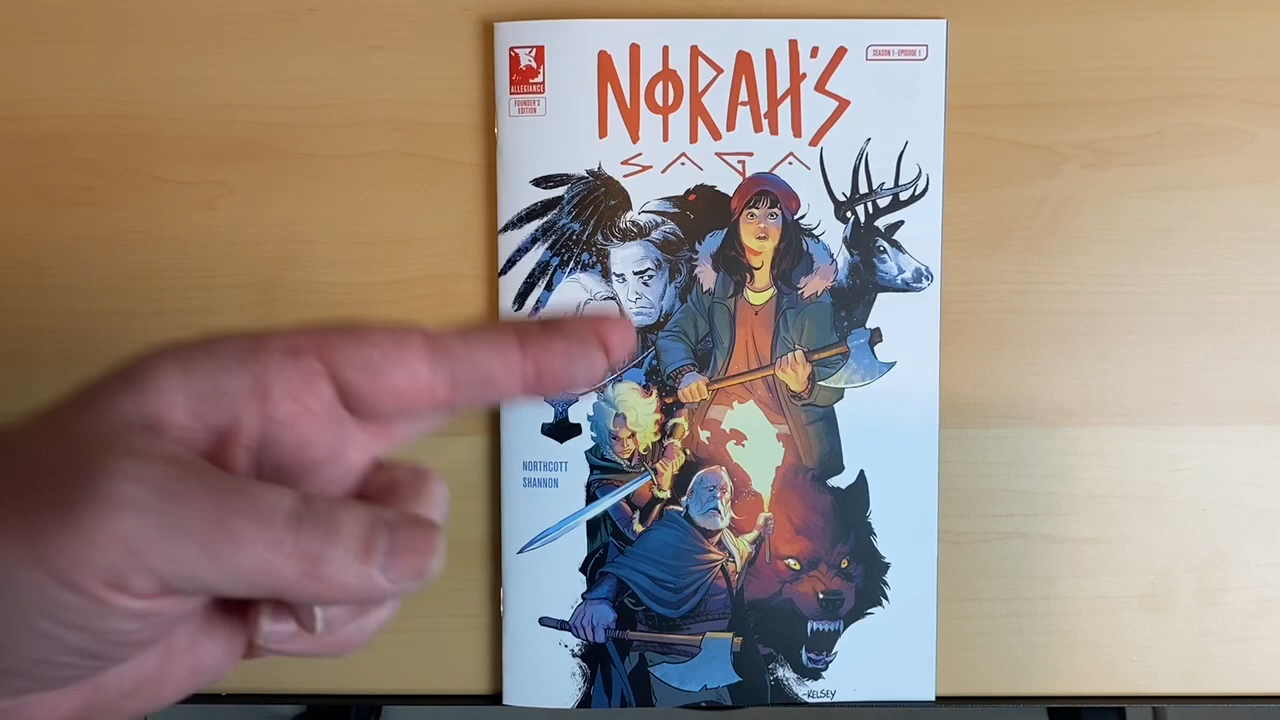 ALLEGIANCE
FOUNDER'S
EDITION
NORAH'S
SAGA
SEASON 1 - EPISODE 1
NORTHCOTT
SHANNON
KELSEY